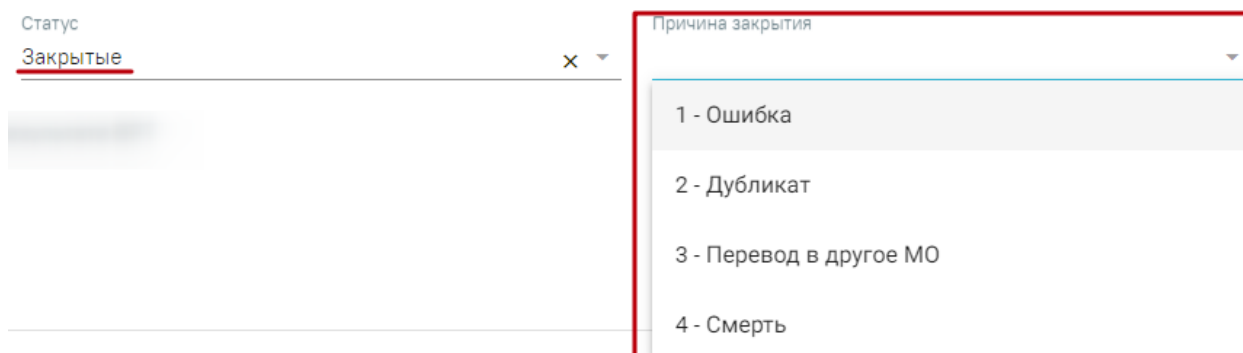 Статус
Закрытые
Причина закрытия
1 - Ошибка
2 - Дубликат
3 - Перевод в другое МО
4 - Смерть